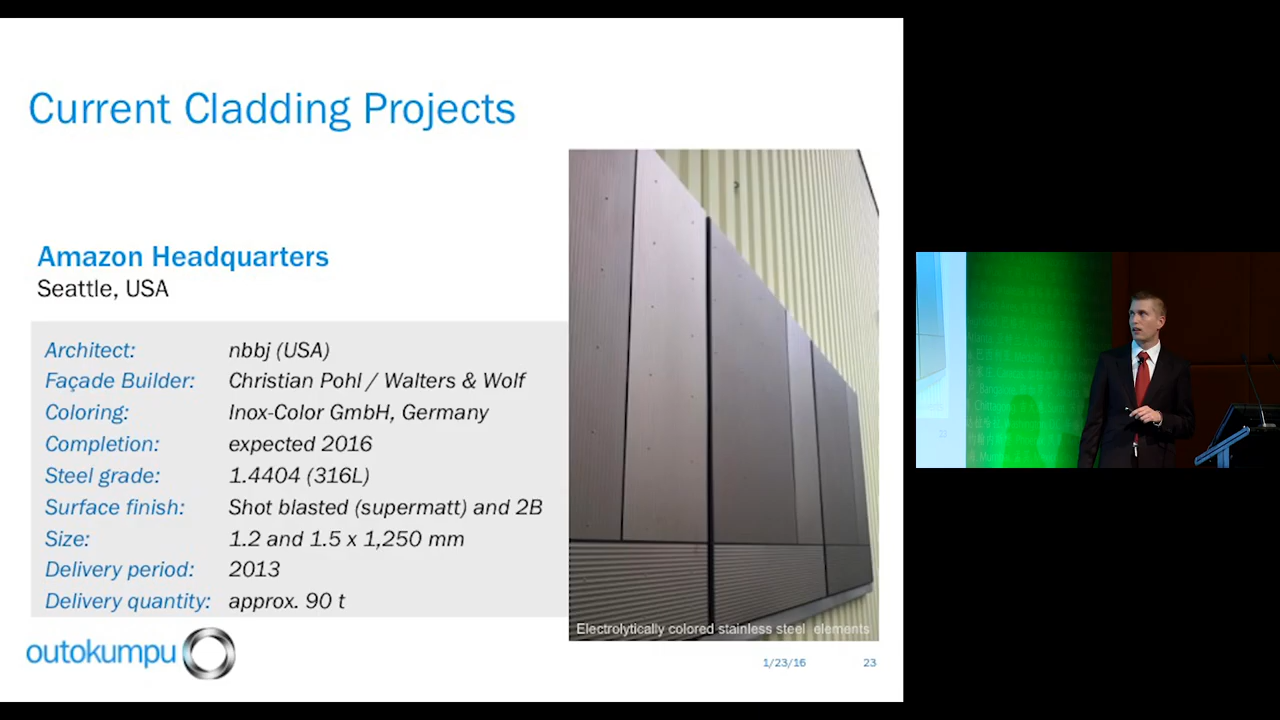 Current Cladding Projects
Amazon Headquarters
Seattle, USA
Architect: nbbj (USA)
Façade Builder: Christian Pohl / Walters & Wolf
Coloring: Inox-Color GmbH, Germany
Completion: expected 2016
Steel grade: 1.4404 (316L)
Surface finish: Shot blasted (supermatt) and 2B
Size: 1.2 and 1.5 x 1,250 mm
Delivery period: 2013
Delivery quantity: approx. 90 t
Electrolytically colored stainless steel elements
outokumpu
1/23/16 23